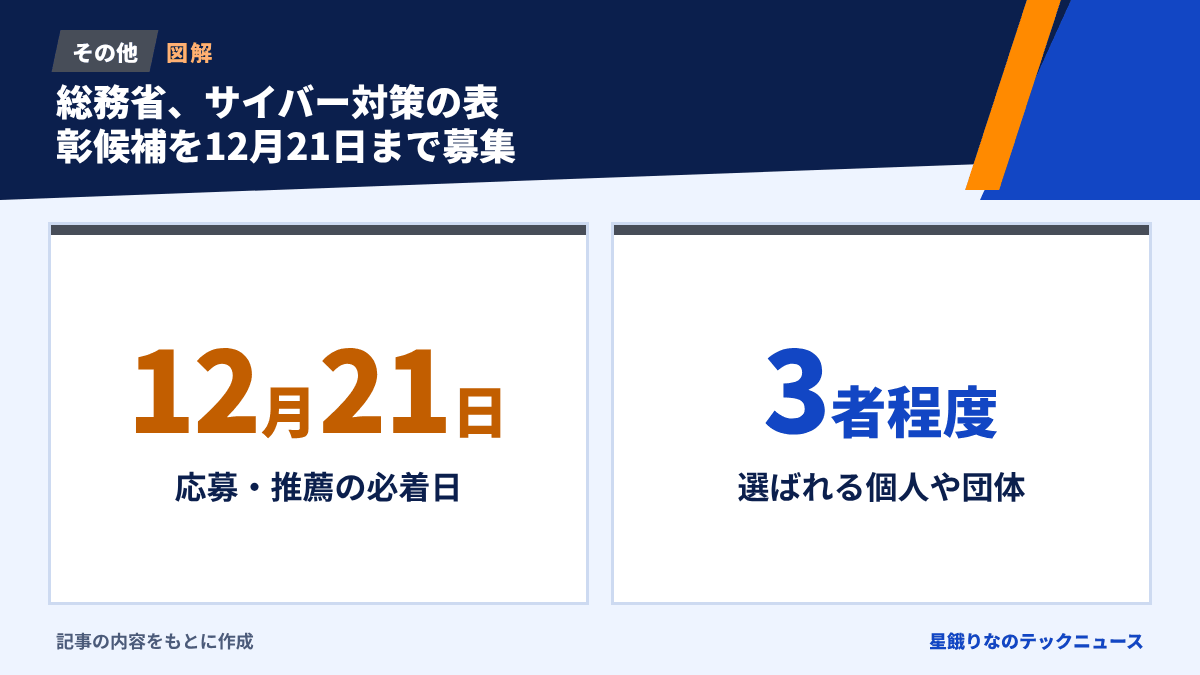 その他 図解
総務省、サイバー対策の表
彰候補を12月21日まで募集
12月21日
応募・推薦の必着日
3者程度
選ばれる個人や団体
記事の内容をもとに作成
星餓りなのテックニュース